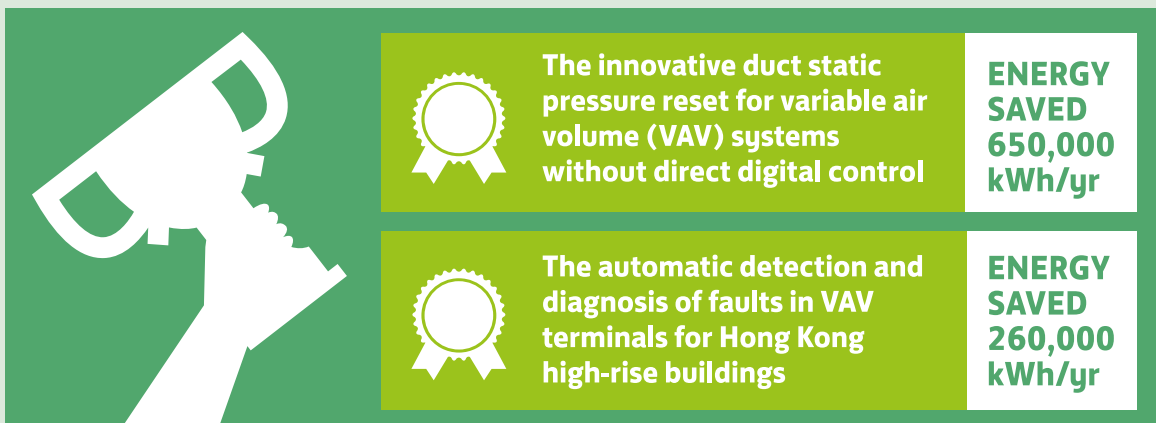 The innovative duct static
pressure reset for variable air
volume (VAV) systems
without direct digital control
ENERGY
SAVED
650,000
kWh/yr
The automatic detection and
diagnosis of faults in VAV
terminals for Hong Kong
high-rise buildings
ENERGY
SAVED
260,000
kWh/yr